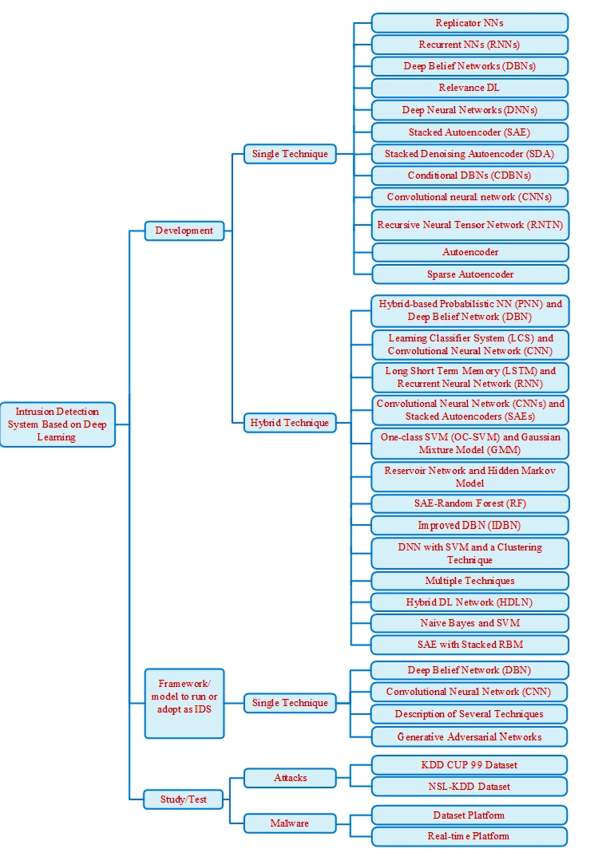 Intrusion Detection
System Based on Deep
Learning
Development
Single Technique
Replicator NNs
Recurrent NNs (RNNs)
Deep Belief Networks (DBNs)
Relevance DL
Deep Neural Networks (DNNs)
Stacked Autoencoder (SAE)
Stacked Denoising Autoencoder (SDA)
Conditional DBNs (CDBNs)
Convolutional neural network (CNNs)
Recursive Neural Tensor Network (RNTN)
Autoencoder
Sparse Autoencoder
Hybrid Technique
Hybrid-based Probabilistic NN (PNN) and
Deep Belief Network (DBN)
Learning Classifier System (LCS) and
Convolutional Neural Network (CNN)
Long Short Term Memory (LSTM) and
Recurrent Neural Network (RNN)
Convolutional Neural Network (CNNs) and
Stacked Autoencoders (SAEs)
One-class SVM (OC-SVM) and Gaussian
Mixture Model (GMM)
Reservoir Network and Hidden Markov
Model
SAE-Random Forest (RF)
Improved DBN (IDBN)
DNN with SVM and a Clustering
Technique
Multiple Techniques
Hybrid DL Network (HDLN)
Naive Bayes and SVM
SAE with Stacked RBM
Framework/
model to run or
adopt as IDS
Single Technique
Deep Belief Network (DBN)
Convolutional Neural Network (CNN)
Description of Several Techniques
Generative Adversarial Networks
Study/Test
Attacks
KDD CUP 99 Dataset
NSL-KDD Dataset
Malware
Dataset Platform
Real-time Platform